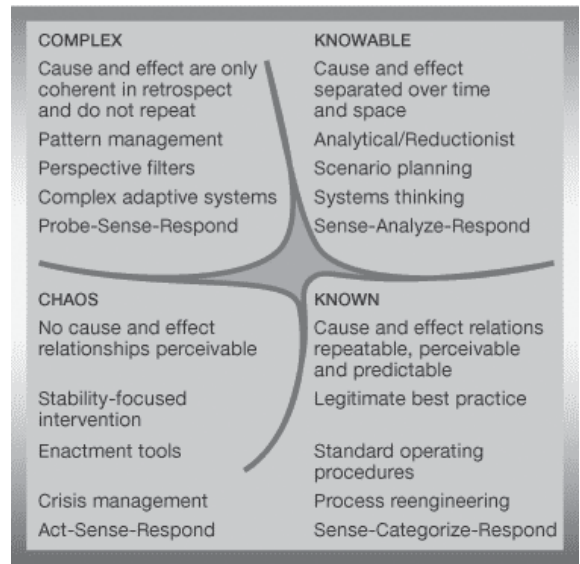 COMPLEX
Cause and effect are only
coherent in retrospect
and do not repeat
Pattern management
Perspective filters
Complex adaptive systems
Probe-Sense-Respond
KNOWABLE
Cause and effect
separated over time
and space
Analytical/Reductionist
Scenario planning
Systems thinking
Sense-Analyze-Respond
CHAOS
No cause and effect
relationships perceivable
Stability-focused
intervention
Enactment tools
Crisis management
Act-Sense-Respond
KNOWN
Cause and effect relations
repeatable, perceivable
and predictable
Legitimate best practice
Standard operating
procedures
Process reengineering
Sense-Categorize-Respond